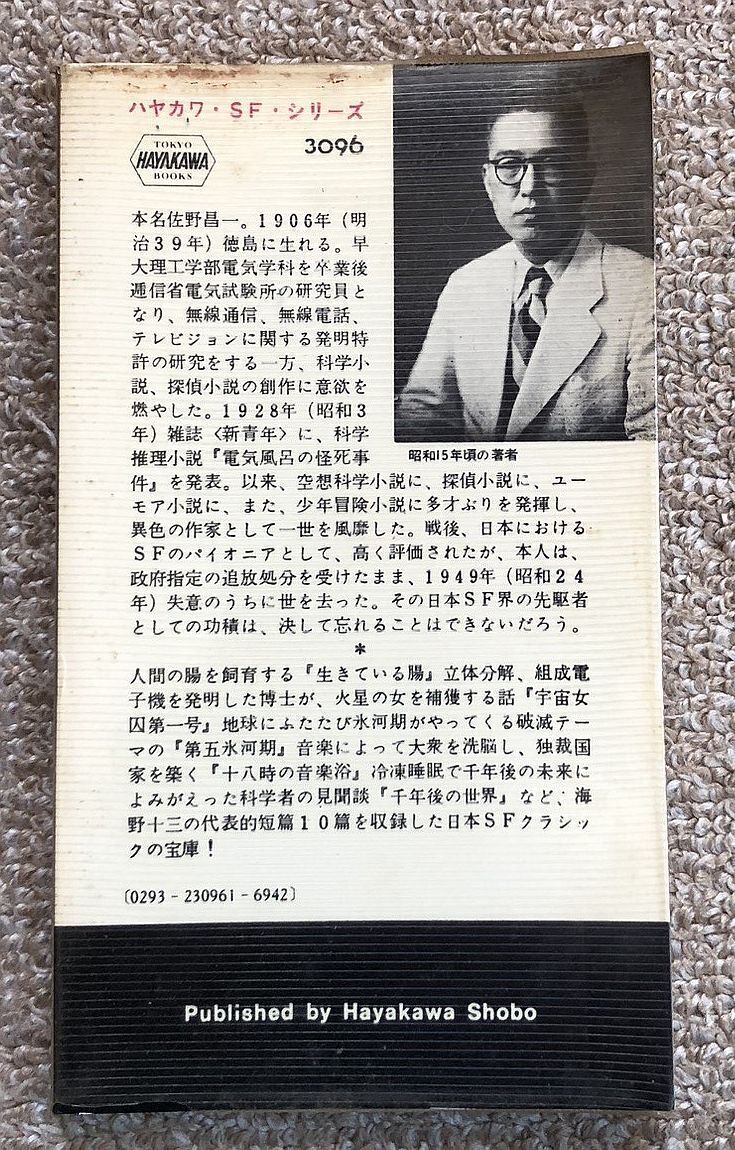 ハヤカワ・SF・シリーズ
TOKYO
HAYAKAWA
BOOKS
3096
本名佐野昌一。1906年（明
治39年）徳島に生れる。早
大理工学部電気学科を卒業後
逓信省電気試験所の研究員と
なり、無線通信、無線電話、
テレビジョンに関する発明特
許の研究をする一方、科学小
説、探偵小説の創作に意欲を
燃やした。1928年（昭和3
年）雑誌〈新青年〉に、科学
推理小説『電気風呂の怪死事
昭和15年頃の著者
件』を発表。以来、空想科学小説に、探偵小説に、ユー
モア小説に、また、少年冒険小説に多才ぶりを発揮し、
異色の作家として一世を風靡した。戦後、日本における
SFのパイオニアとして、高く評価されたが、本人は、
政府指定の追放処分を受けたまま、1949年（昭和24
年）失意のうちに世を去った。その日本SF界の先駆者
としての功積は、決して忘れることはできないだろう。
*
人間の腸を飼育する『生きている腸』立体分解、組成電
子機を発明した博士が、火星の女を補獲する話『宇宙女
囚第一号』地球にふたたび氷河期がやってくる破滅テー
マの『第五氷河期』音楽によって大衆を洗脳し、独裁国
家を築く『十八時の音楽浴』冷凍睡眠で千年後の未来に
よみがえった科学者の見聞談『千年後の世界』など、海
野十三の代表的短篇10篇を収録した日本SFクラシッ
クの宝庫！
〔0293－230961－6942〕
Published by Hayakawa Shobo